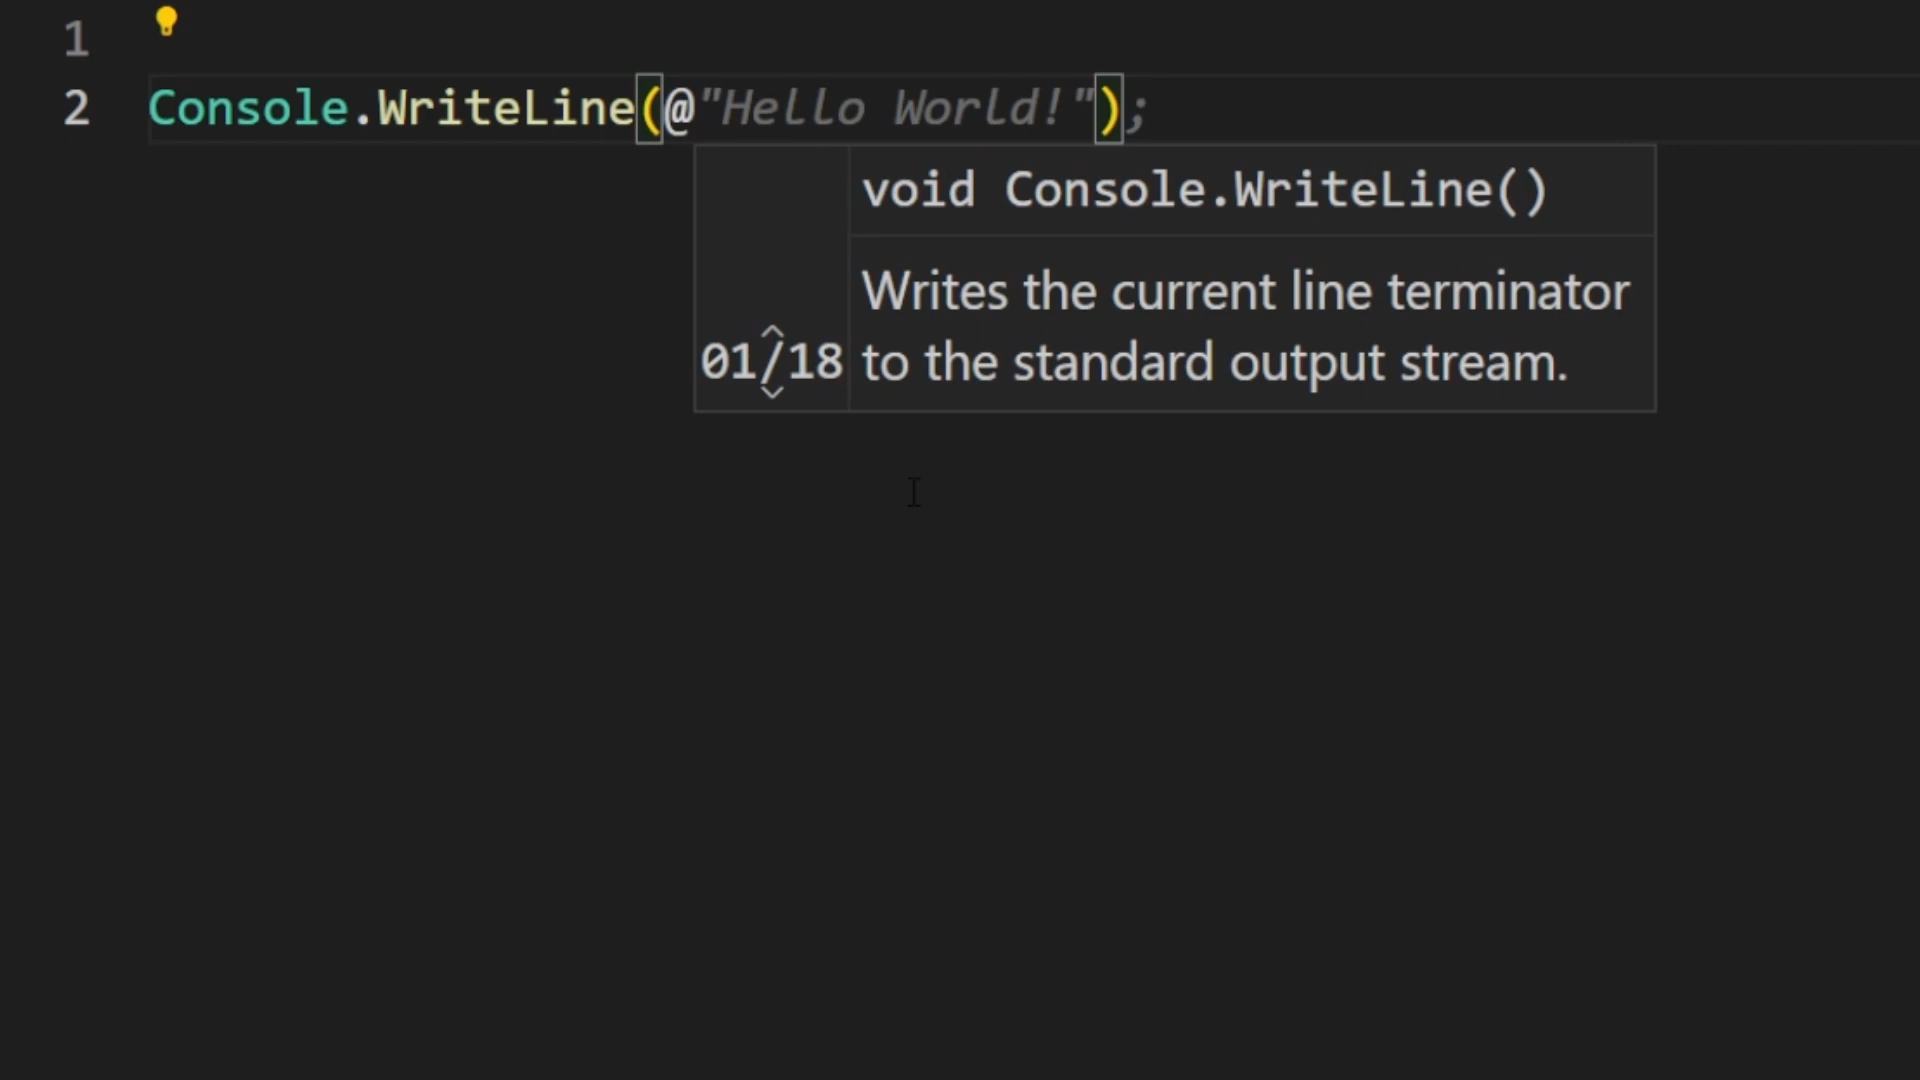 1
2 Console.WriteLine(@"Hello World!");
void Console.WriteLine()
Writes the current line terminator
01/18 to the standard output stream.